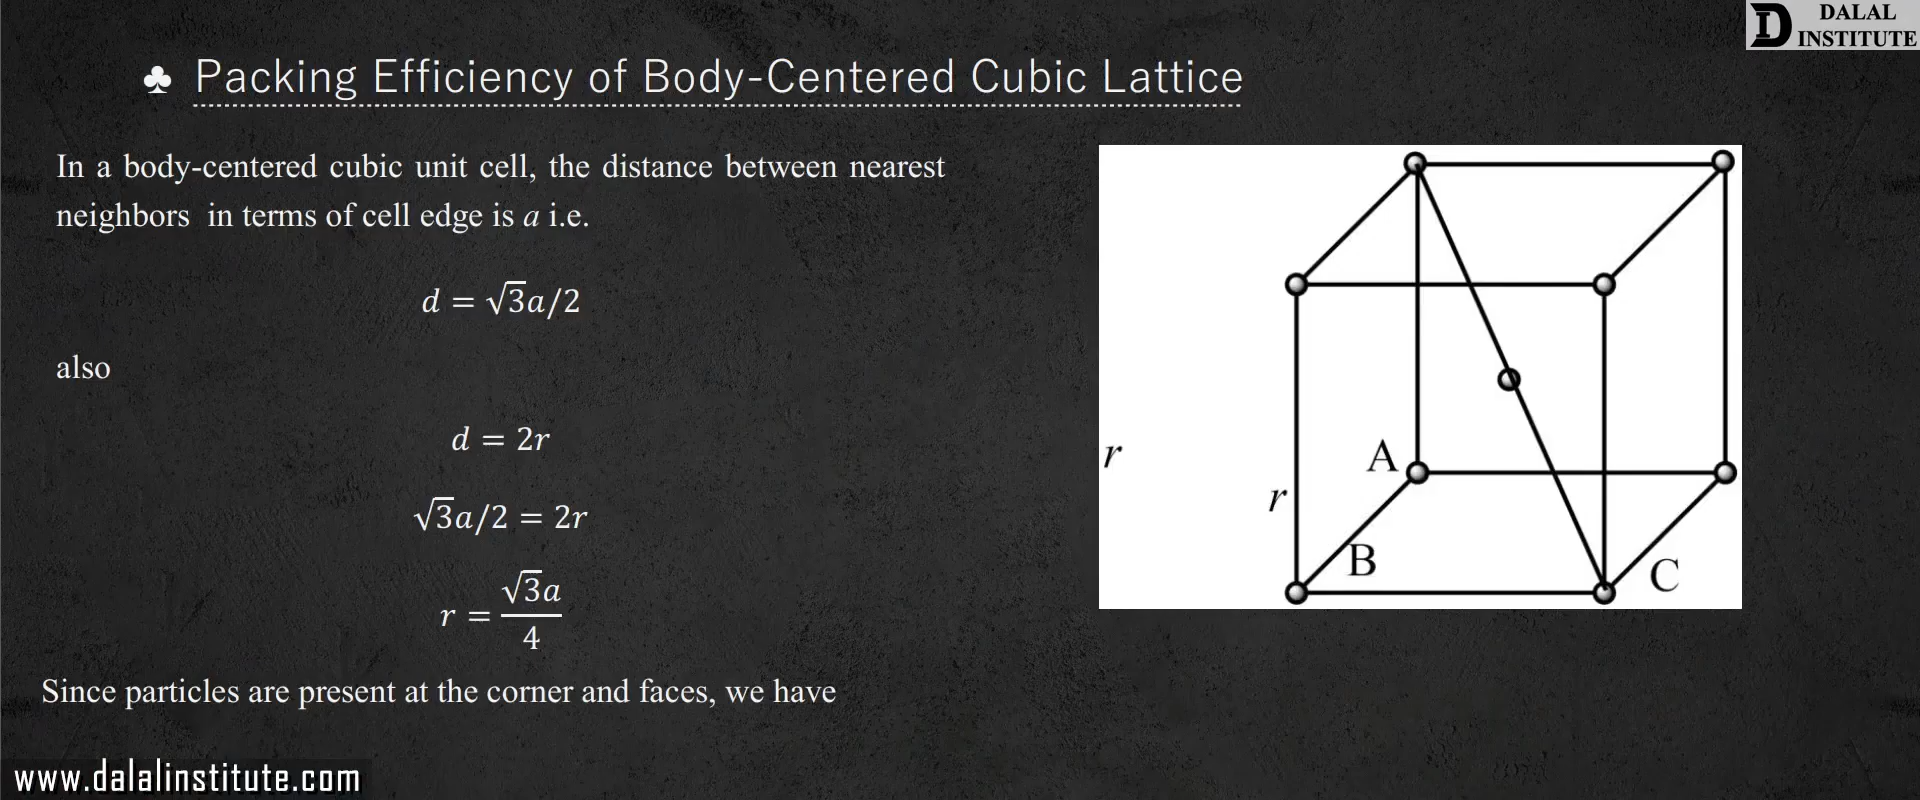 DALAL
INSTITUTE
♣ Packing Efficiency of Body-Centered Cubic Lattice
In a body-centered cubic unit cell, the distance between nearest
neighbors in terms of cell edge is a i.e.
d = √3a/2
also
d = 2r
√3a/2 = 2r
r = √3a/4
Since particles are present at the corner and faces, we have
r
r
A
B
C
www.dalalinstitute.com